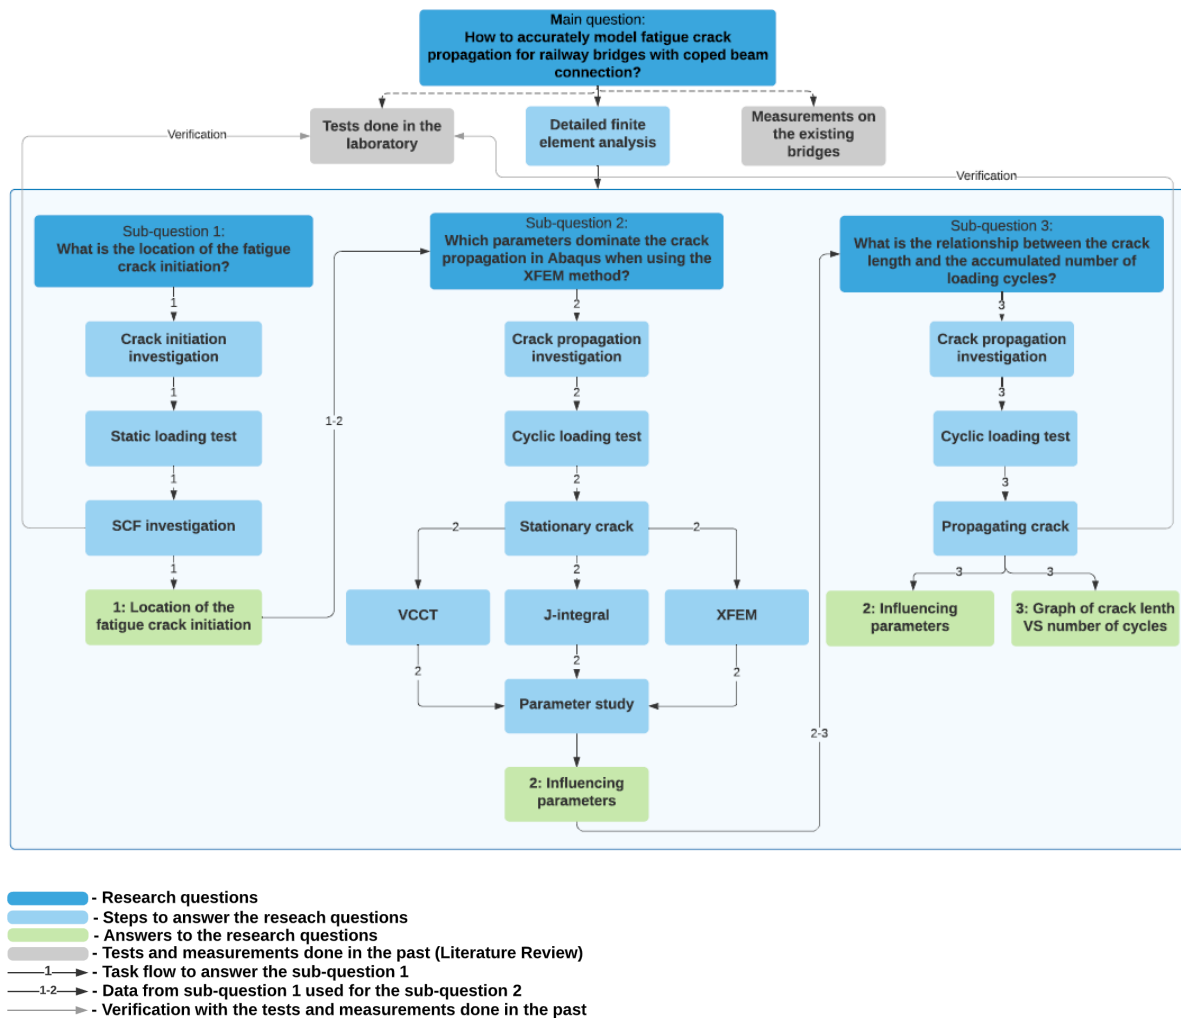 Main question:
How to accurately model fatigue crack
propagation for railway bridges with coped beam
connection?
Tests done in the
laboratory
Detailed finite
element analysis
Measurements on
the existing
bridges
Verification
Verification
Sub-question 1:
What is the location of the fatigue
crack initiation?
1
Crack initiation
investigation
1
Static loading test
1
SCF investigation
1
1: Location of the
fatigue crack initiation
1-2
Sub-question 2:
Which parameters dominate the crack
propagation in Abaqus when using the
XFEM method?
2
Crack propagation
investigation
2
Cyclic loading test
2
Stationary crack
2
2
2
VCCT
J-integral
XFEM
2
2
2
Parameter study
2: Influencing
parameters
2-3
Sub-question 3:
What is the relationship between the crack
length and the accumulated number of
loading cycles?
3
Crack propagation
investigation
3
Cyclic loading test
3
Propagating crack
3
3
2: Influencing
parameters
3: Graph of crack lenth
VS number of cycles
- Research questions
- Steps to answer the reseach questions
- Answers to the research questions
- Tests and measurements done in the past (Literature Review)
1 - Task flow to answer the sub-question 1
1-2 - Data from sub-question 1 used for the sub-question 2
- Verification with the tests and measurements done in the past